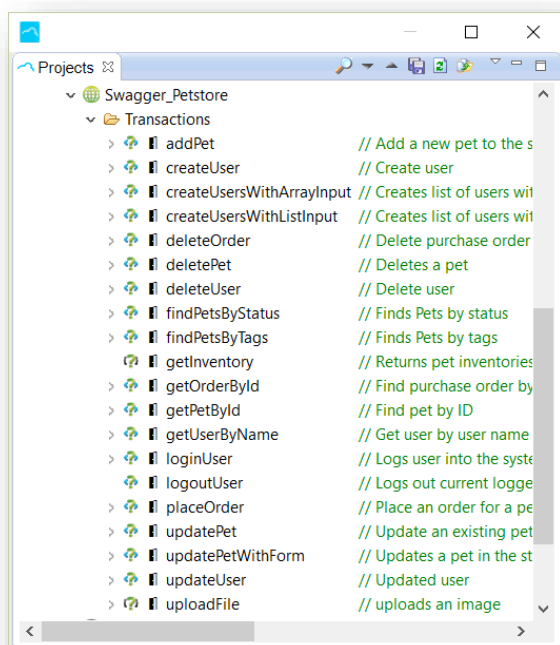 Projects
Swagger_Petstore
Transactions
addPet // Add a new pet to the s
createUser // Create user
createUsersWithArrayInput // Creates list of users wit
createUsersWithListInput // Creates list of users wit
deleteOrder // Delete purchase order
deletePet // Deletes a pet
deleteUser // Delete user
findPetsByStatus // Finds Pets by status
findPetsByTags // Finds Pets by tags
getInventory // Returns pet inventories
getOrderById // Find purchase order by
getPetById // Find pet by ID
getUserByName // Get user by user name
loginUser // Logs user into the syste
logoutUser // Logs out current logge
placeOrder // Place an order for a pe
updatePet // Update an existing pet
updatePetWithForm // Updates a pet in the st
updateUser // Updated user
uploadFile // uploads an image